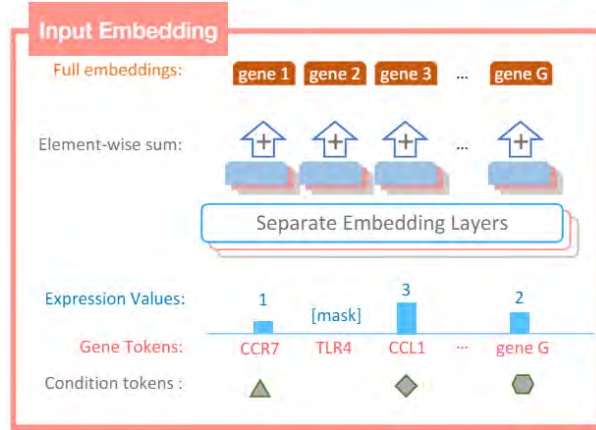 Input Embedding
Full embeddings: gene 1 gene 2 gene 3 ... gene G
Element-wise sum: + + + ... +
Separate Embedding Layers
Expression Values: 1 [mask] 3 2
Gene Tokens: CCR7 TLR4 CCL1 ... gene G
Condition tokens :